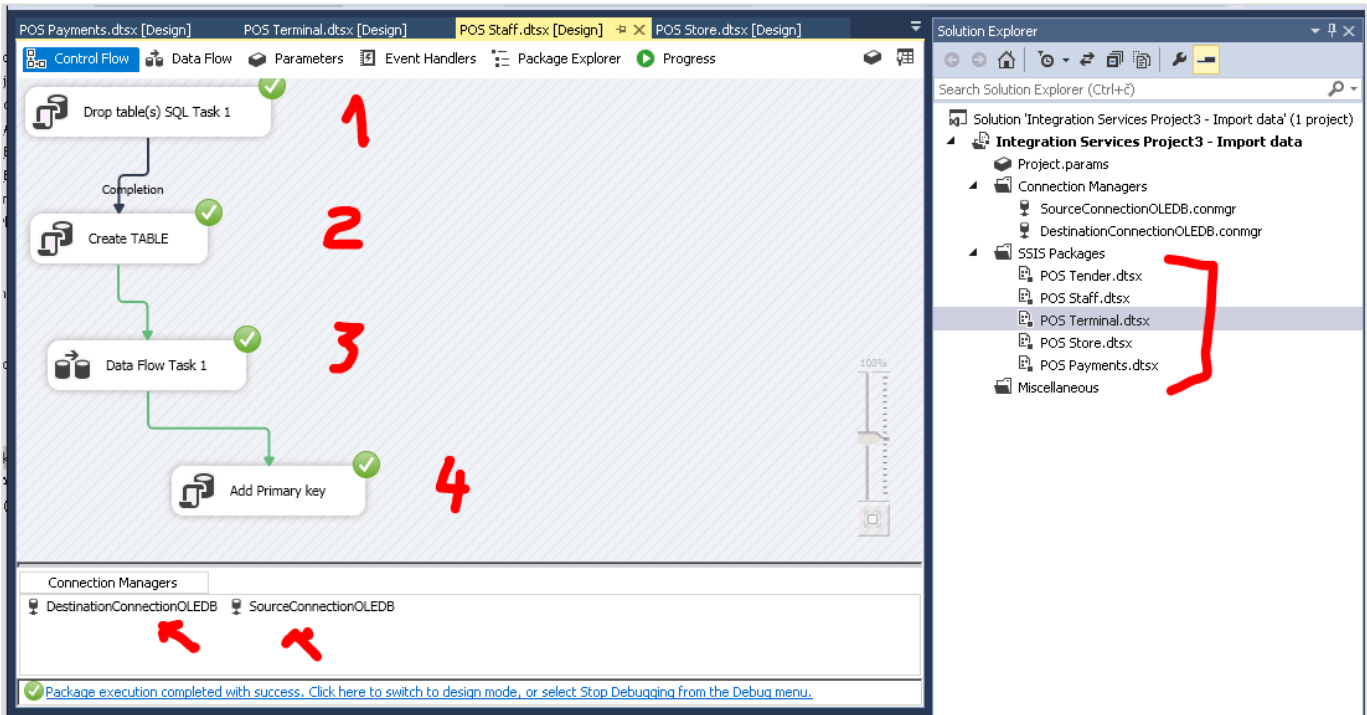 POS Payments.dtsx [Design] POS Terminal.dtsx [Design] POS Staff.dtsx [Design] POS Store.dtsx [Design]
Control Flow Data Flow Parameters Event Handlers Package Explorer Progress
Drop table(s) SQL Task 1
1
Completion
Create TABLE
2
Data Flow Task 1
3
100%
Add Primary key
4
Connection Managers
DestinationConnectionOLEDB SourceConnectionOLEDB
Package execution completed with success. Click here to switch to design mode, or select Stop Debugging from the Debug menu.
Solution Explorer
Search Solution Explorer (Ctrl+č)
Solution 'Integration Services Project3 - Import data' (1 project)
Integration Services Project3 - Import data
Project.params
Connection Managers
SourceConnectionOLEDB.conmgr
DestinationConnectionOLEDB.conmgr
SSIS Packages
POS Tender.dtsx
POS Staff.dtsx
POS Terminal.dtsx
POS Store.dtsx
POS Payments.dtsx
Miscellaneous